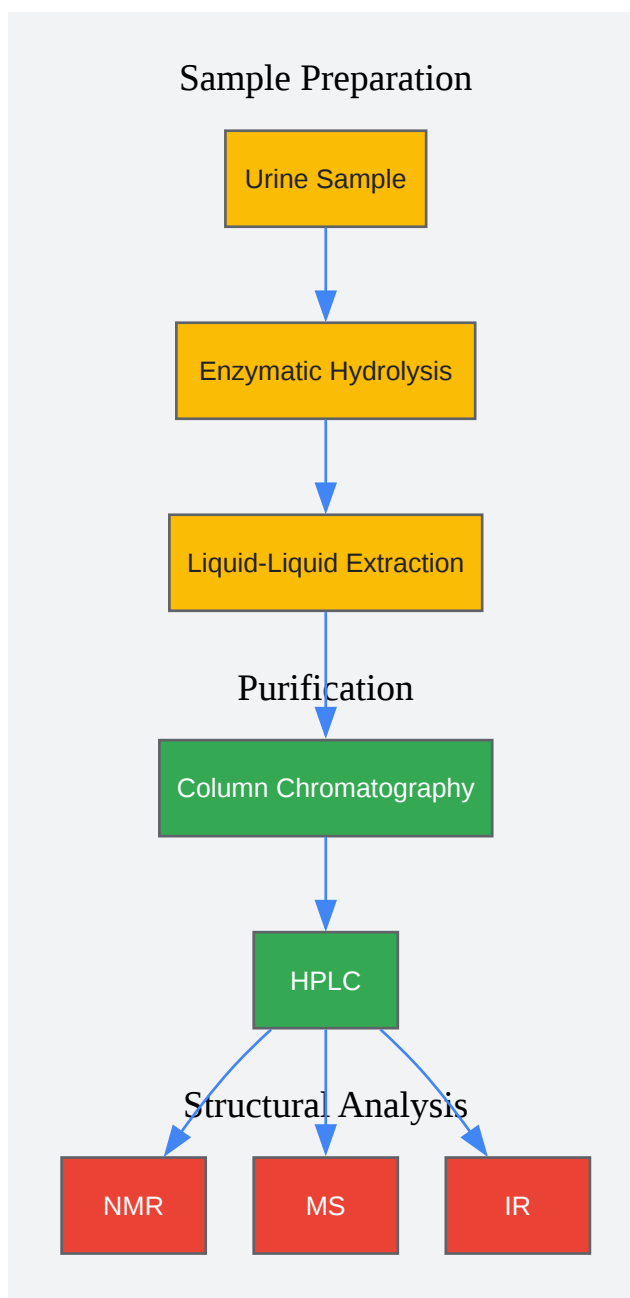 Sample Preparation
Urine Sample
Enzymatic Hydrolysis
Liquid-Liquid Extraction
Purification
Column Chromatography
HPLC
Structural Analysis
NMR
MS
IR